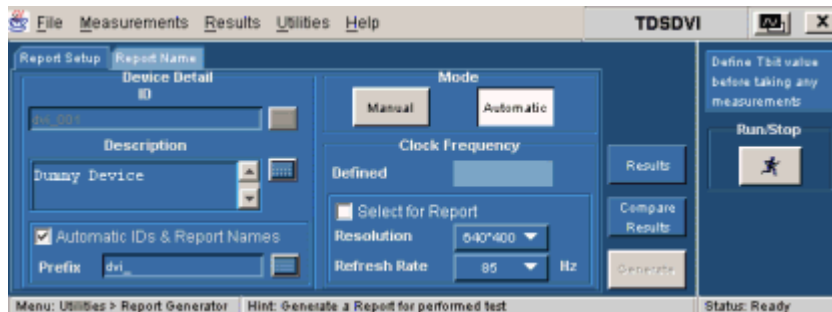 File Measurements Results Utilities Help TDSDVI
Report Setup Report Name
Device Detail
ID
dvi_001
Description
Dummy Device
Automatic IDs & Report Names
Prefix dvi_
Mode
Manual Automatic
Clock Frequency
Defined
Select for Report
Resolution 640*400
Refresh Rate 85 Hz
Results
Compare
Results
Generate
Define Tbit value
before taking any
measurements
Run/Stop
Menu: Utilities > Report Generator Hint: Generate a Report for performed test Status: Ready